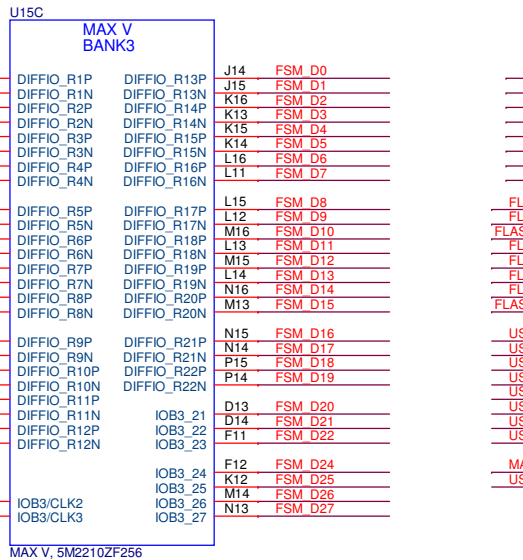 U15C
MAX V
BANK3
DIFFIO_R1P DIFFIO_R13P J14 FSM_D0
DIFFIO_R1N DIFFIO_R13N J15 FSM_D1
DIFFIO_R2P DIFFIO_R14P K16 FSM_D2
DIFFIO_R2N DIFFIO_R14N K13 FSM_D3
DIFFIO_R3P DIFFIO_R15P K15 FSM_D4
DIFFIO_R3N DIFFIO_R15N K14 FSM_D5
DIFFIO_R4P DIFFIO_R16P L16 FSM_D6
DIFFIO_R4N DIFFIO_R16N L11 FSM_D7
DIFFIO_R5P DIFFIO_R17P L15 FSM_D8
DIFFIO_R5N DIFFIO_R17N L12 FSM_D9
DIFFIO_R6P DIFFIO_R18P M16 FSM_D10
DIFFIO_R6N DIFFIO_R18N L13 FSM_D11
DIFFIO_R7P DIFFIO_R19P M15 FSM_D12
DIFFIO_R7N DIFFIO_R19N L14 FSM_D13
DIFFIO_R8P DIFFIO_R20P N16 FSM_D14
DIFFIO_R8N DIFFIO_R20N M13 FSM_D15
DIFFIO_R9P DIFFIO_R21P N15 FSM_D16
DIFFIO_R9N DIFFIO_R21N N14 FSM_D17
DIFFIO_R10P DIFFIO_R22P P15 FSM_D18
DIFFIO_R10N DIFFIO_R22N P14 FSM_D19
DIFFIO_R11P
DIFFIO_R11N IOB3_21 D13 FSM_D20
DIFFIO_R12P IOB3_22 D14 FSM_D21
DIFFIO_R12N IOB3_23 F11 FSM_D22
IOB3_24 F12 FSM_D24
IOB3_25 K12 FSM_D25
IOB3/CLK2 IOB3_26 M14 FSM_D26
IOB3/CLK3 IOB3_27 N13 FSM_D27
MAX V, 5M2210ZF256